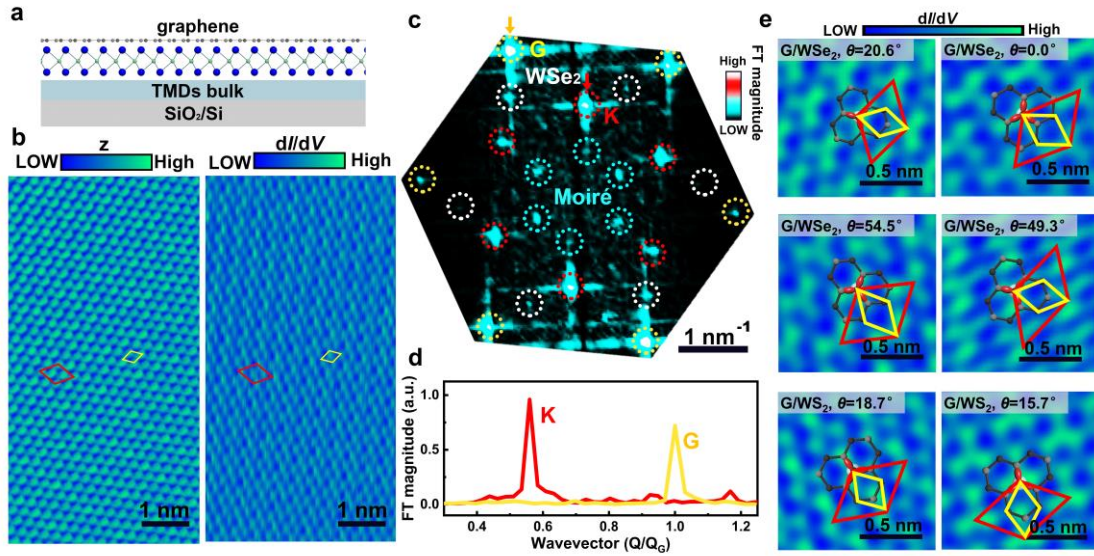 a
graphene
TMDs bulk
SiO₂/Si
b
LOW z High
LOW dI/dV High
1 nm
1 nm
c
G
WSe₂
K
Moiré
High
LOW
FT magnitude
1 nm⁻¹
d
FT magnitude (a.u.)
1.0
0.5
0.0
K
G
0.4 0.6 0.8 1.0 1.2
Wavevector (Q/Q_G)
e
dI/dV
LOW High
G/WSe₂, θ=20.6°
0.5 nm
G/WSe₂, θ=0.0°
0.5 nm
G/WSe₂, θ=54.5°
0.5 nm
G/WSe₂, θ=49.3°
0.5 nm
G/WS₂, θ=18.7°
0.5 nm
G/WS₂, θ=15.7°
0.5 nm